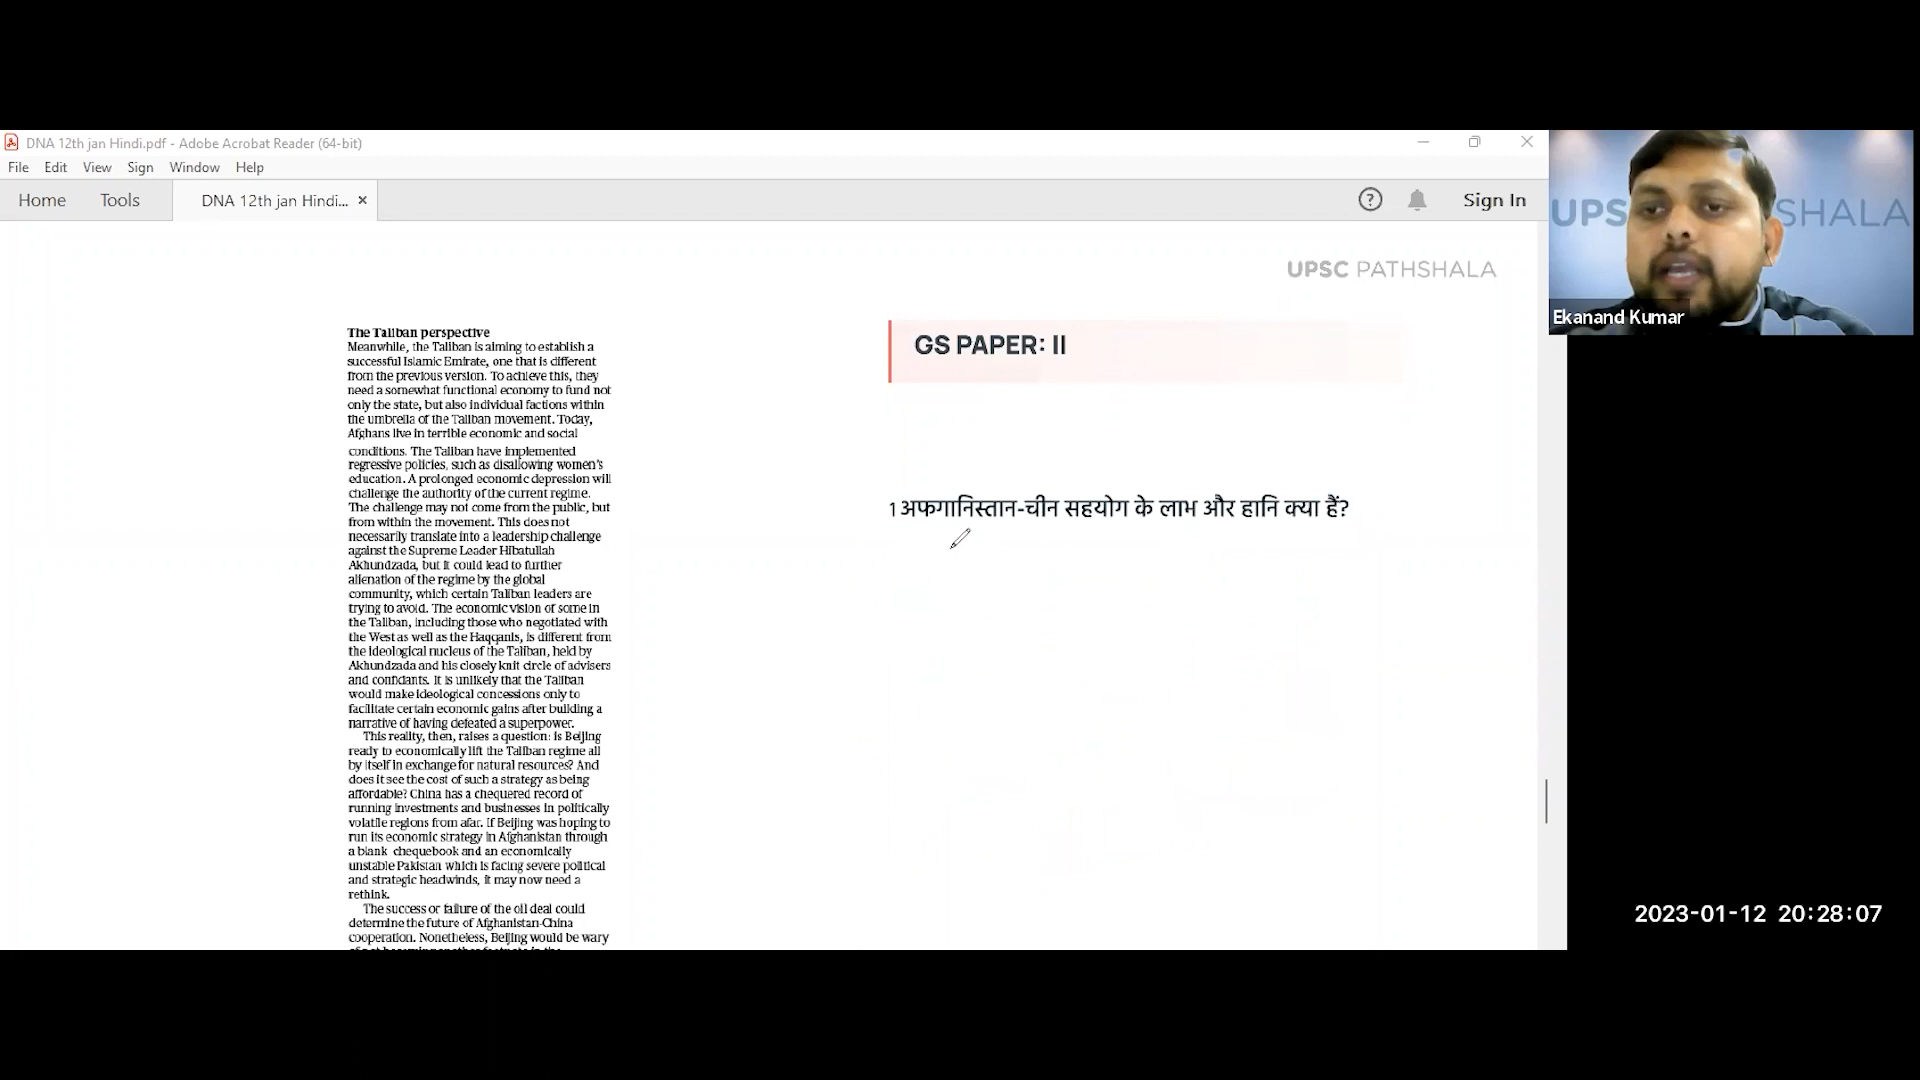 DNA 12th jan Hindi.pdf - Adobe Acrobat Reader (64-bit)
File Edit View Sign Window Help
Home Tools DNA 12th jan Hindi... × ? Sign In
UPSC PATHSHALA
UPS SHALA
Ekanand Kumar
The Taliban perspective
Meanwhile, the Taliban is aiming to establish a
successful Islamic Emirate, one that is different
from the previous version. To achieve this, they
need a somewhat functional economy to fund not
only the state, but also individual factions within
the umbrella of the Taliban movement. Today,
Afghans live in terrible economic and social
conditions. The Taliban have implemented
regressive policies, such as disallowing women's
education. A prolonged economic depression will
challenge the authority of the current regime.
The challenge may not come from the public, but
from within the movement. This does not
necessarily translate into a leadership challenge
against the Supreme Leader Hibatullah
Akhundzada, but it could lead to further
alienation of the regime by the global
community, which certain Taliban leaders are
trying to avoid. The economic vision of some in
the Taliban, including those who negotiated with
the West as well as the Haqqanis, is different from
the ideological nucleus of the Taliban, held by
Akhundzada and his closely knit circle of advisers
and confidants. It is unlikely that the Taliban
would make ideological concessions only to
facilitate certain economic gains after building a
narrative of having defeated a superpower.
This reality, then, raises a question: is Beijing
ready to economically lift the Taliban regime all
by itself in exchange for natural resources? And
does it see the cost of such a strategy as being
affordable? China has a chequered record of
running investments and businesses in politically
volatile regions from afar. If Beijing was hoping to
run its economic strategy in Afghanistan through
a blank chequebook and an economically
unstable Pakistan which is facing severe political
and strategic headwinds, it may now need a
rethink.
The success or failure of the oil deal could
determine the future of Afghanistan-China
cooperation. Nonetheless, Beijing would be wary
GS PAPER: II
1 अफगानिस्तान-चीन सहयोग के लाभ और हानि क्या हैं?
2023-01-12 20:28:07